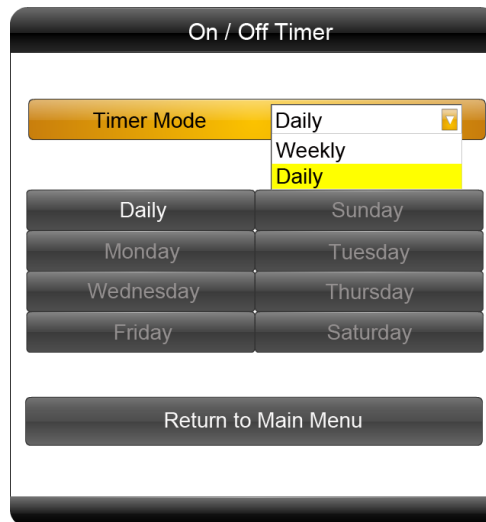 On / Off Timer
Timer Mode Daily
Weekly
Daily
Daily Sunday
Monday Tuesday
Wednesday Thursday
Friday Saturday
Return to Main Menu